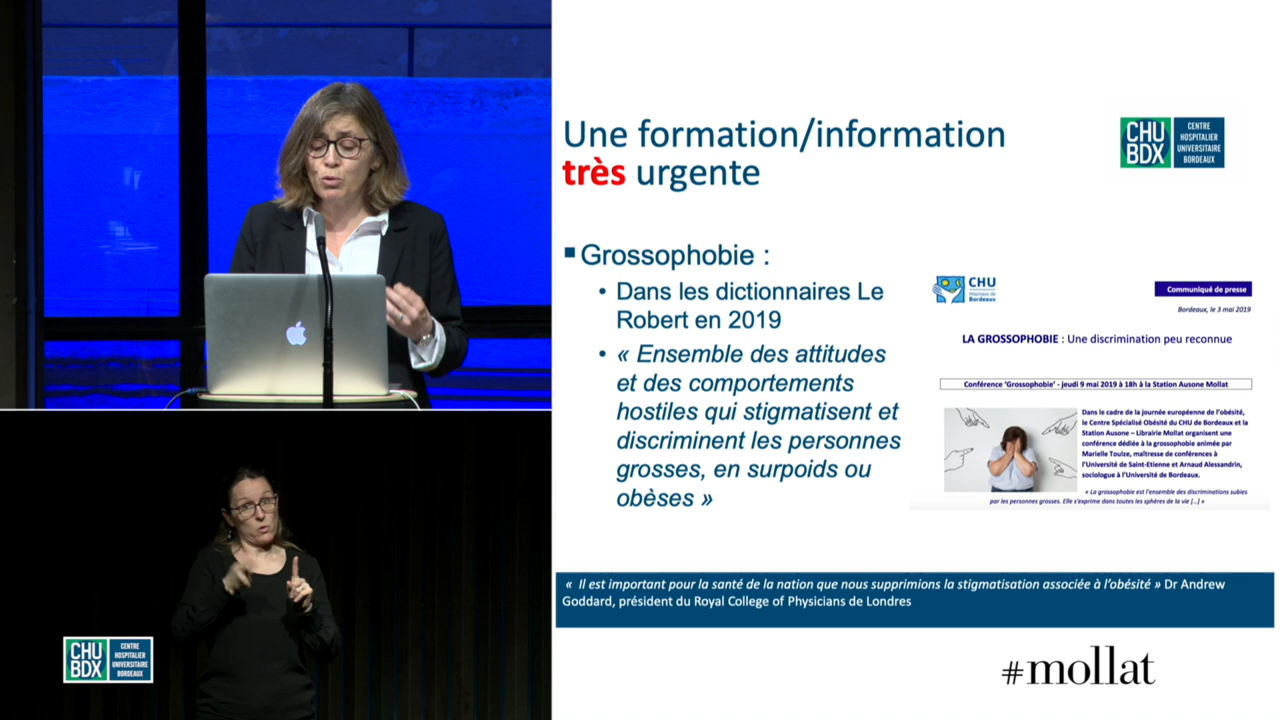 Une formation/information
très urgente
CHU
BDX
CENTRE
HOSPITALIER
UNIVERSITAIRE
BORDEAUX
Grossophobie :
• Dans les dictionnaires Le
Robert en 2019
• « Ensemble des attitudes
et des comportements
hostiles qui stigmatisent et
discriminent les personnes
grosses, en surpoids ou
obèses »
CHU
Hôpitaux de
Bordeaux
Communiqué de presse
Bordeaux, le 3 mai 2019
LA GROSSOPHOBIE : Une discrimination peu reconnue
Conférence 'Grossophobie' - jeudi 9 mai 2019 à 18h à la Station Ausone Mollat
Dans le cadre de la journée européenne de l'obésité,
le Centre Spécialisé Obésité du CHU de Bordeaux et la
Station Ausone – Librairie Mollat organisent une
conférence dédiée à la grossophobie animée par
Marielle Toulze, maîtresse de conférences à
l'Université de Saint-Etienne et Arnaud Alessandrin,
sociologue à l'Université de Bordeaux.
« La grossophobie est l'ensemble des discriminations subies
par les personnes grosses. Elle s'exprime dans toutes les sphères de la vie [...] »
« Il est important pour la santé de la nation que nous supprimions la stigmatisation associée à l'obésité » Dr Andrew
Goddard, président du Royal College of Physicians de Londres
CHU
BDX
CENTRE
HOSPITALIER
UNIVERSITAIRE
BORDEAUX
#mollat